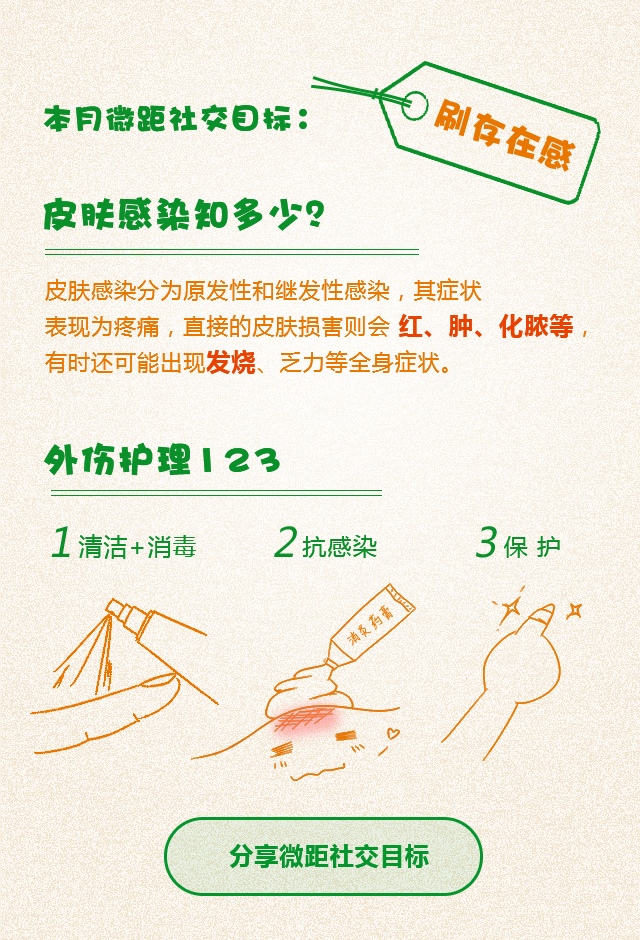 本月微距社交目标：
刷存在感
皮肤感染知多少？
皮肤感染分为原发性和继发性感染，其症状
表现为疼痛，直接的皮肤损害则会 红、肿、化脓等，
有时还可能出现发烧、乏力等全身症状。
外伤护理123
1 清洁+消毒
2 抗感染
3 保 护
消炎药膏
分享微距社交目标